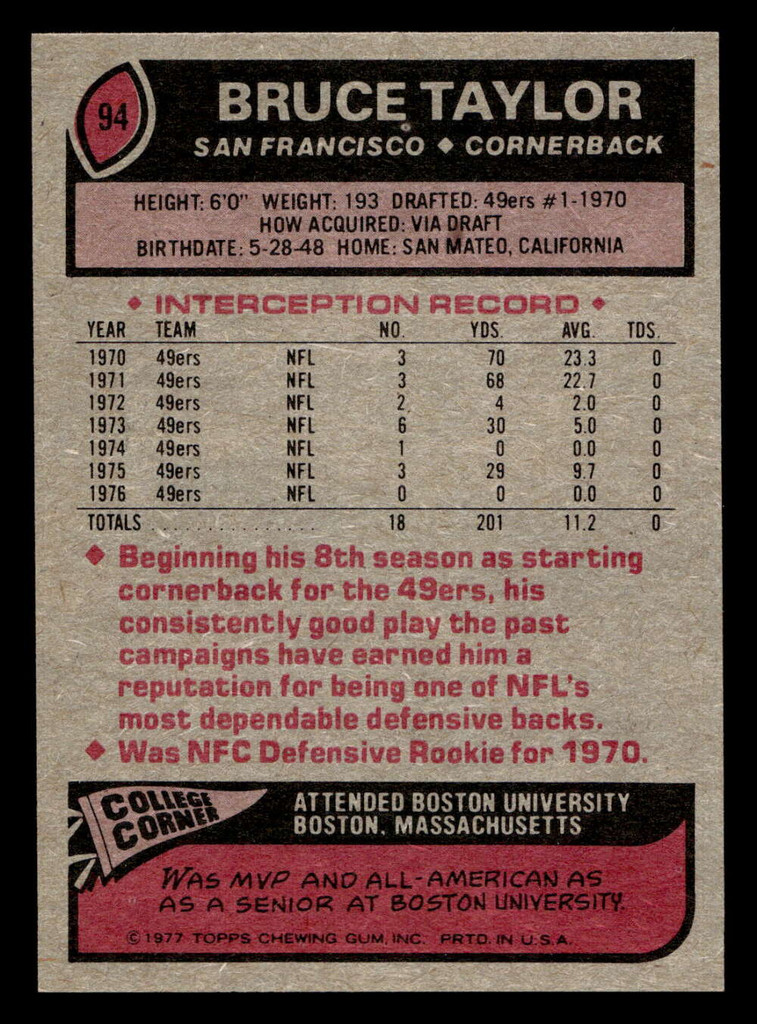 94
BRUCE TAYLOR
SAN FRANCISCO ◆ CORNERBACK
HEIGHT: 6'0" WEIGHT: 193 DRAFTED: 49ers #1-1970
HOW ACQUIRED: VIA DRAFT
BIRTHDATE: 5-28-48 HOME: SAN MATEO, CALIFORNIA
◆ INTERCEPTION RECORD ◆
YEAR TEAM NO. YDS. AVG. TDS.
1970 49ers NFL 3 70 23.3 0
1971 49ers NFL 3 68 22.7 0
1972 49ers NFL 2 4 2.0 0
1973 49ers NFL 6 30 5.0 0
1974 49ers NFL 1 0 0.0 0
1975 49ers NFL 3 29 9.7 0
1976 49ers NFL 0 0 0.0 0
TOTALS . . . . . . . . . . . . . . . 18 201 11.2 0
◆ Beginning his 8th season as starting
cornerback for the 49ers, his
consistently good play the past
campaigns have earned him a
reputation for being one of NFL's
most dependable defensive backs.
◆ Was NFC Defensive Rookie for 1970.
COLLEGE
CORNER
ATTENDED BOSTON UNIVERSITY
BOSTON, MASSACHUSETTS
WAS MVP AND ALL-AMERICAN AS
AS A SENIOR AT BOSTON UNIVERSITY.
© 1977 TOPPS CHEWING GUM, INC. PRTD. IN U.S.A.